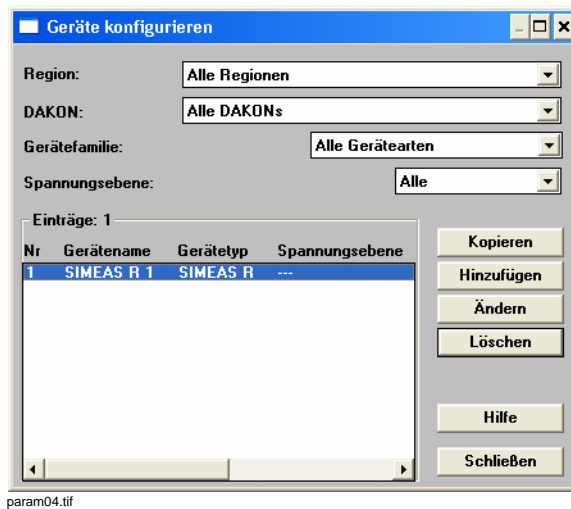 Geräte konfigurieren
Region: Alle Regionen
DAKON: Alle DAKONs
Gerätefamilie: Alle Gerätearten
Spannungsebene: Alle
Einträge: 1
Nr Gerätename Gerätetyp Spannungsebene
1 SIMEAS R 1 SIMEAS R ---
Kopieren
Hinzufügen
Ändern
Löschen
Hilfe
Schließen
param04.tif